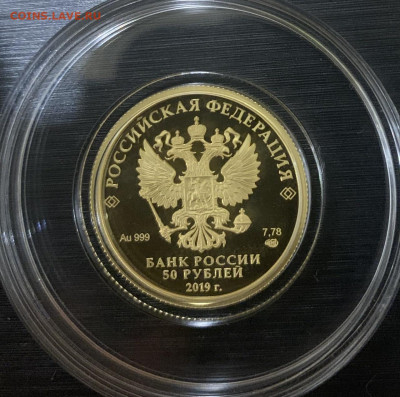 COINS.LAVE.RU
РОССИЙСКАЯ ФЕДЕРАЦИЯ
Au 999
7,78
БАНК РОССИИ
50 РУБЛЕЙ
2019 г.